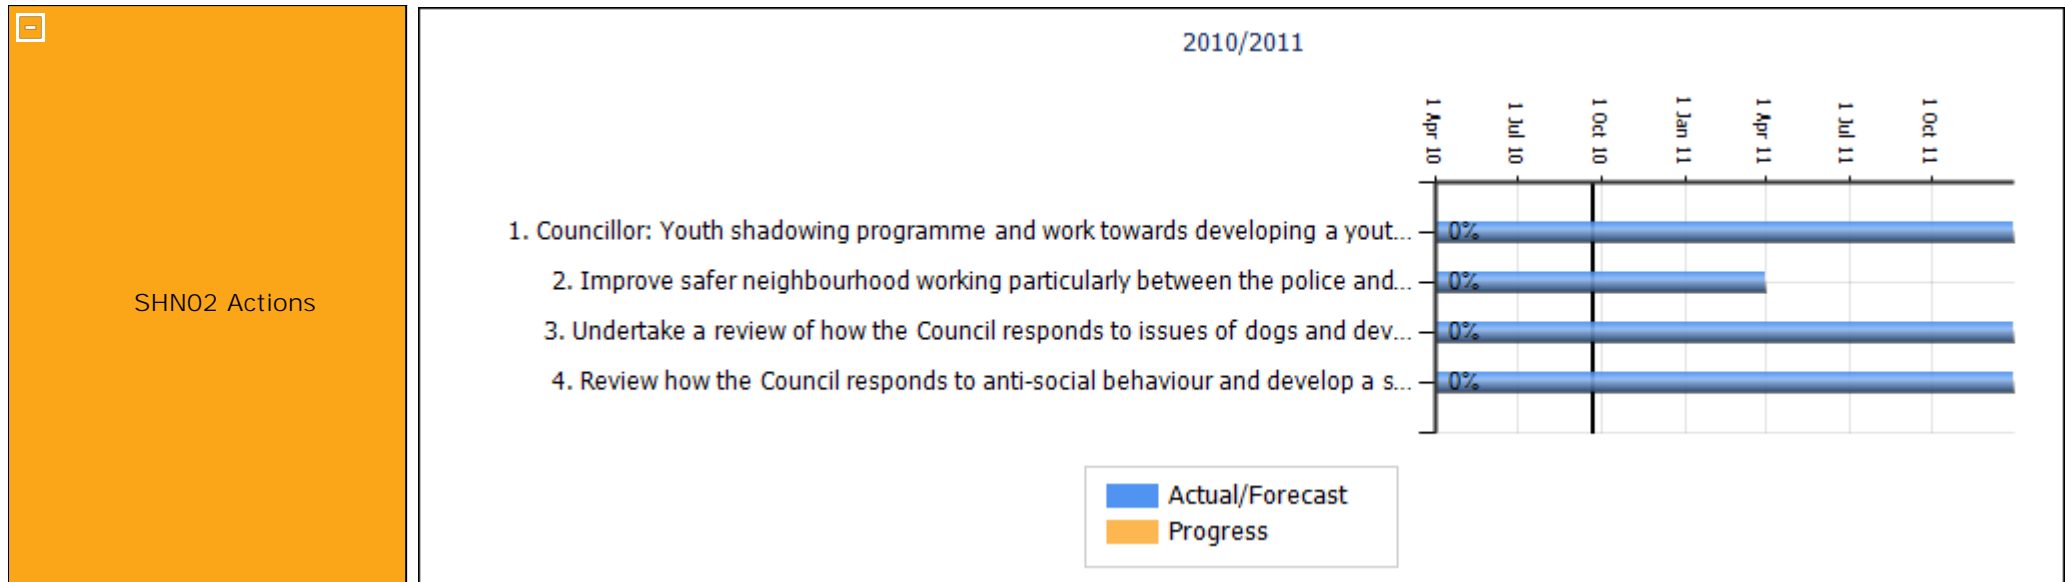 SHN02 Actions
2010/2011
1 Apr 10
1 Jul 10
1 Oct 10
1 Jan 11
1 Apr 11
1 Jul 11
1 Oct 11
1. Councillor: Youth shadowing programme and work towards developing a yout... 0%
2. Improve safer neighbourhood working particularly between the police and... 0%
3. Undertake a review of how the Council responds to issues of dogs and dev... 0%
4. Review how the Council responds to anti-social behaviour and develop a s... 0%
Actual/Forecast
Progress